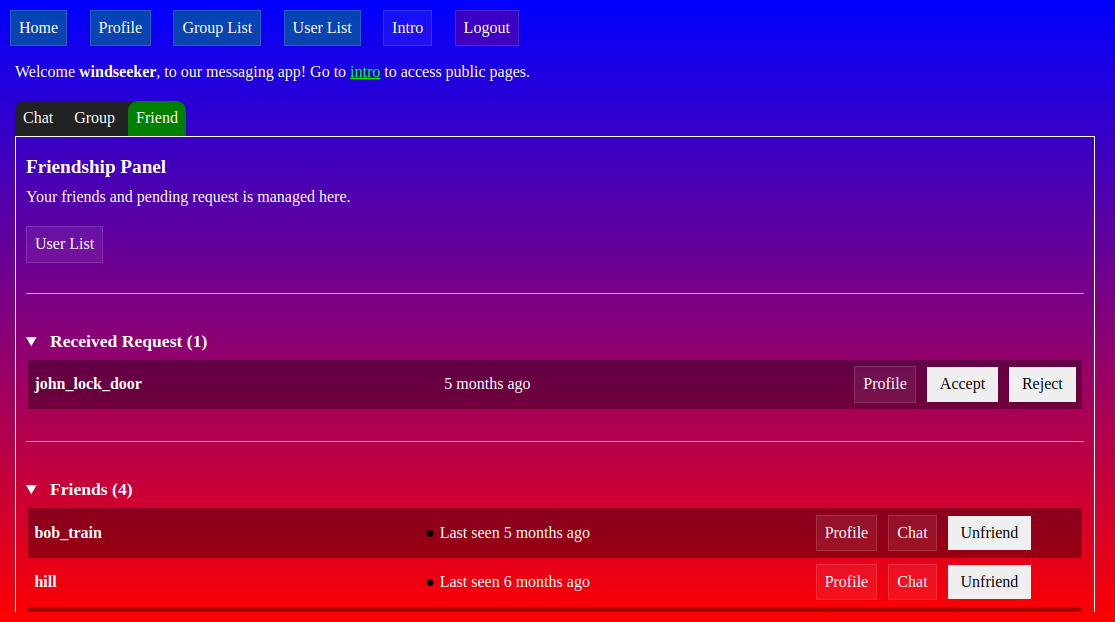 Home Profile Group List User List Intro Logout
Welcome windseeker, to our messaging app! Go to intro to access public pages.
Chat Group Friend
Friendship Panel
Your friends and pending request is managed here.
User List
Received Request (1)
john_lock_door 5 months ago Profile Accept Reject
Friends (4)
bob_train Last seen 5 months ago Profile Chat Unfriend
hill Last seen 6 months ago Profile Chat Unfriend